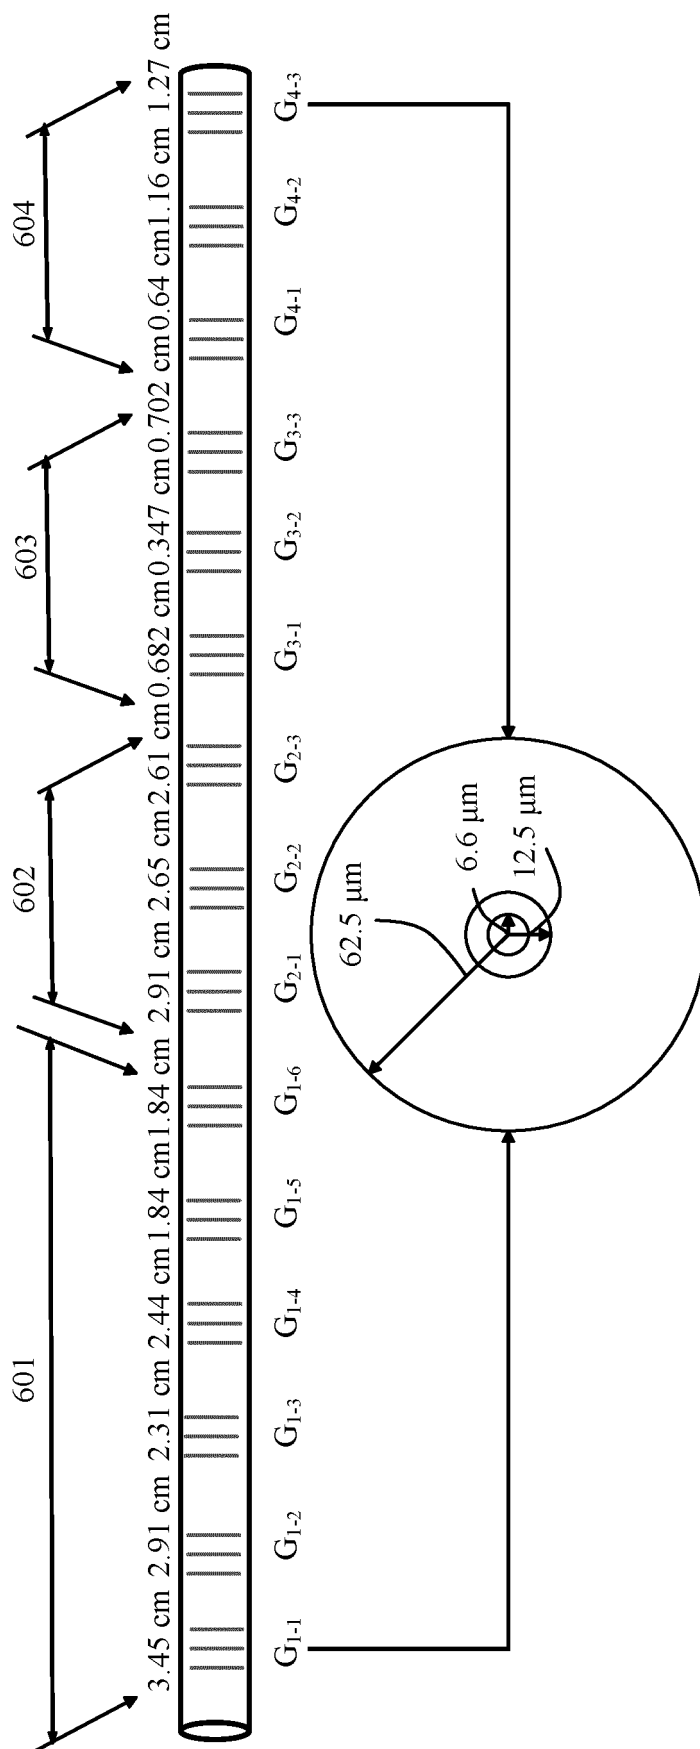 601 602 603 604
3.45 cm 2.91 cm 2.31 cm 2.44 cm 1.84 cm 1.84 cm 2.91 cm 2.65 cm 2.61 cm 0.682 cm 0.347 cm 0.702 cm 0.64 cm 1.16 cm 1.27 cm
G1-1 G1-2 G1-3 G1-4 G1-5 G1-6 G2-1 G2-2 G2-3 G3-1 G3-2 G3-3 G4-1 G4-2 G4-3
62.5 μm
6.6 μm
12.5 μm